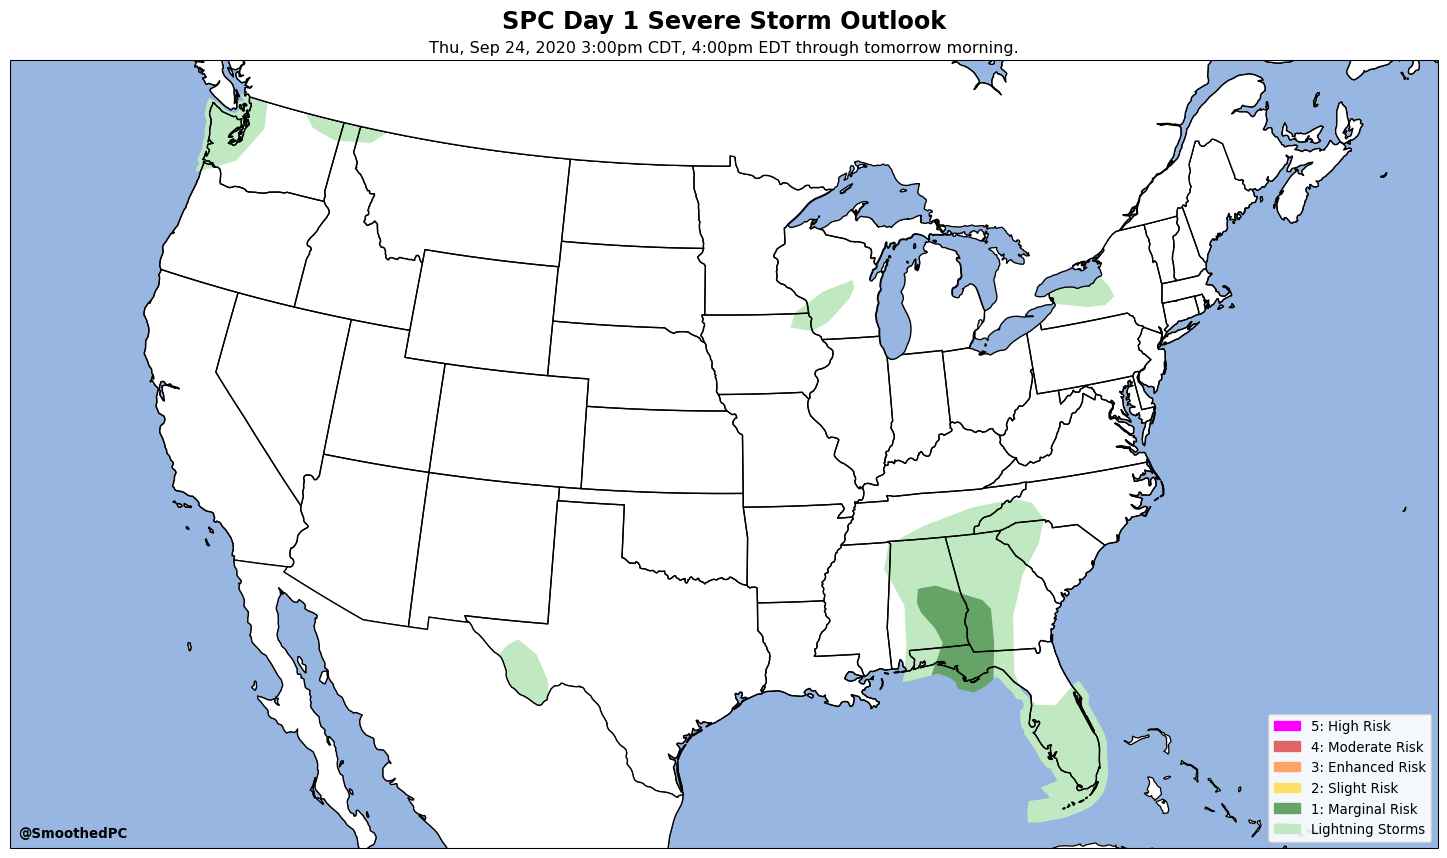 SPC Day 1 Severe Storm Outlook
Thu, Sep 24, 2020 3:00pm CDT, 4:00pm EDT through tomorrow morning.
5: High Risk
4: Moderate Risk
3: Enhanced Risk
2: Slight Risk
1: Marginal Risk
Lightning Storms
@SmoothedPC